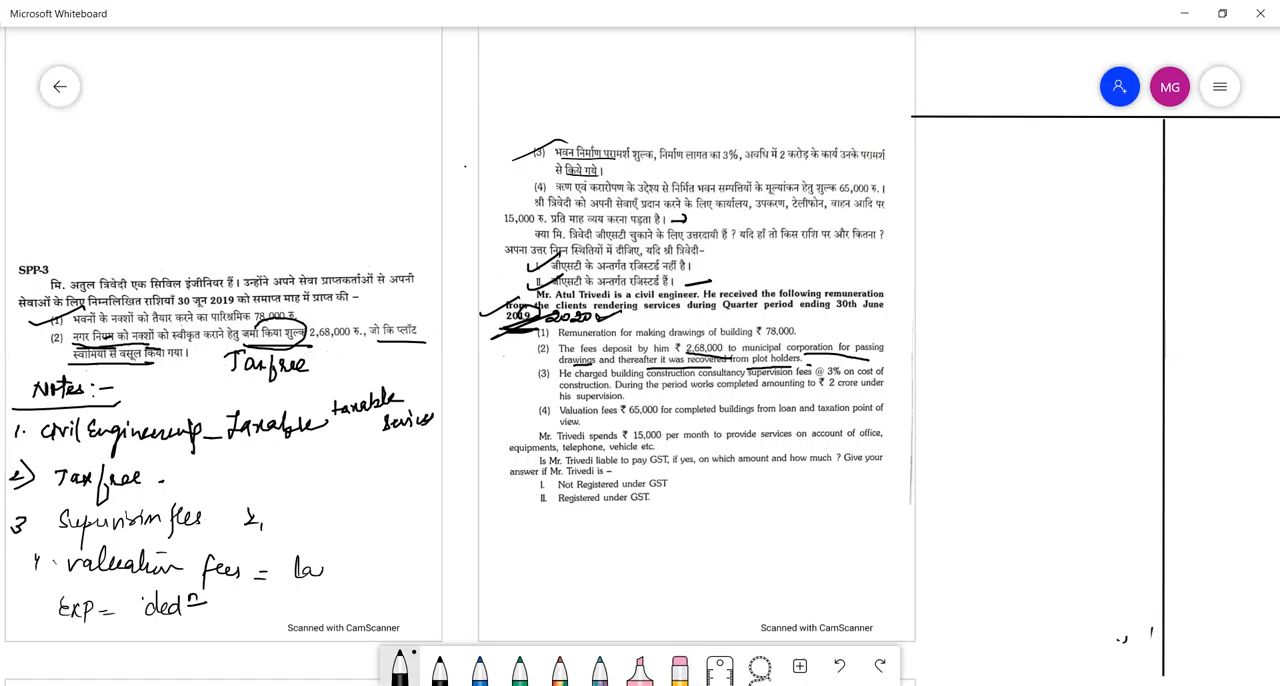 Microsoft Whiteboard
MG
SPP-3
मि. अतुल त्रिवेदी एक सिविल इंजीनियर हैं। उन्होंने अपने सेवा प्राप्तकर्ताओं से अपनी
सेवाओं के लिए निम्नलिखित राशियां 30 जून 2019 को समाप्त माह में प्राप्त की –
(1) भवनों के नक्शों को तैयार करने का पारिश्रमिक 78,000 रु.
(2) नगर निगम को नक्शों को स्वीकृत कराने हेतु जमा किया शुल्क 2,68,000 रु., जो कि प्लॉट
स्वामियों से वसूल किया गया।
Taxfree
Notes :-
1. Civil Engineership - Taxable taxable
Service
2) Taxfree .
3 Supervision fees
4. valuation fees =
Exp = dedn
Scanned with CamScanner
(3) भवन निर्माण परामर्श शुल्क, निर्माण लागत का 3%, अवधि में 2 करोड़ के कार्य उनके परामर्श
से किये गये।
(4) ऋण एवं करारोपण के उद्देश्य से निर्मित भवन सम्पत्तियों के मूल्यांकन हेतु शुल्क 65,000 रु.।
श्री त्रिवेदी को अपनी सेवाएँ प्रदान करने के लिए कार्यालय, उपकरण, टेलीफोन, वाहन आदि पर
15,000 रु. प्रति माह व्यय करना पड़ता है।
क्या मि. त्रिवेदी जीएसटी चुकाने के लिए उत्तरदायी हैं ? यदि हाँ तो किस राशि पर और कितना ?
अपना उत्तर निम्न स्थितियों में दीजिए, यदि श्री त्रिवेदी–
I. जीएसटी के अन्तर्गत रजिस्टर्ड नहीं है।
II. जीएसटी के अन्तर्गत रजिस्टर्ड हैं।
Mr. Atul Trivedi is a civil engineer. He received the following remuneration
from the clients rendering services during Quarter period ending 30th June
2019 2020
(1) Remuneration for making drawings of building ₹ 78,000.
(2) The fees deposit by him ₹ 2,68,000 to municipal corporation for passing
drawings and thereafter it was recovered from plot holders.
(3) He charged building construction consultancy supervision fees @ 3% on cost of
construction. During the period works completed amounting to ₹ 2 crore under
his supervision.
(4) Valuation fees ₹ 65,000 for completed buildings from loan and taxation point of
view.
Mr. Trivedi spends ₹ 15,000 per month to provide services on account of office,
equipments, telephone, vehicle etc.
Is Mr. Trivedi liable to pay GST, if yes, on which amount and how much ? Give your
answer if Mr. Trivedi is –
I. Not Registered under GST
II. Registered under GST.
Scanned with CamScanner